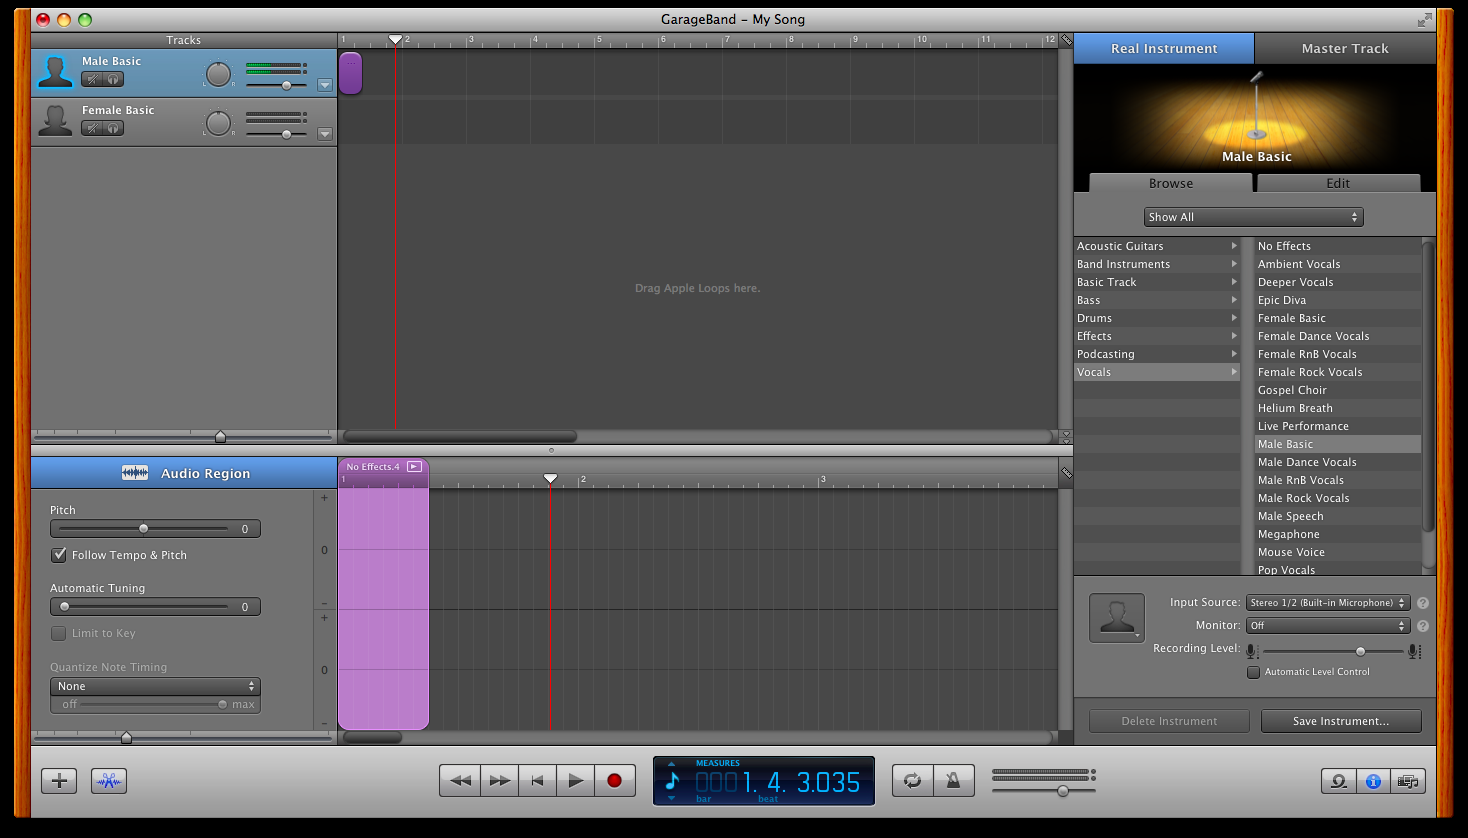 GarageBand – My Song
Tracks
1 2 3 4 5 6 7 8 9 10 11 12
Male Basic
L R
Female Basic
L R
Drag Apple Loops here.
Real Instrument Master Track
Male Basic
Browse Edit
Show All
Acoustic Guitars
Band Instruments
Basic Track
Bass
Drums
Effects
Podcasting
Vocals
No Effects
Ambient Vocals
Deeper Vocals
Epic Diva
Female Basic
Female Dance Vocals
Female RnB Vocals
Female Rock Vocals
Gospel Choir
Helium Breath
Live Performance
Male Basic
Male Dance Vocals
Male RnB Vocals
Male Rock Vocals
Male Speech
Megaphone
Mouse Voice
Pop Vocals
Input Source: Stereo 1/2 (Built-in Microphone) ?
Monitor: Off ?
Recording Level:
Automatic Level Control
Delete Instrument Save Instrument...
Audio Region
Pitch
0
Follow Tempo & Pitch
Automatic Tuning
0
Limit to Key
Quantize Note Timing
None
off max
+
0
–
+
0
–
No Effects.4
1 2 3
MEASURES
0001. 4. 3.035
bar beat